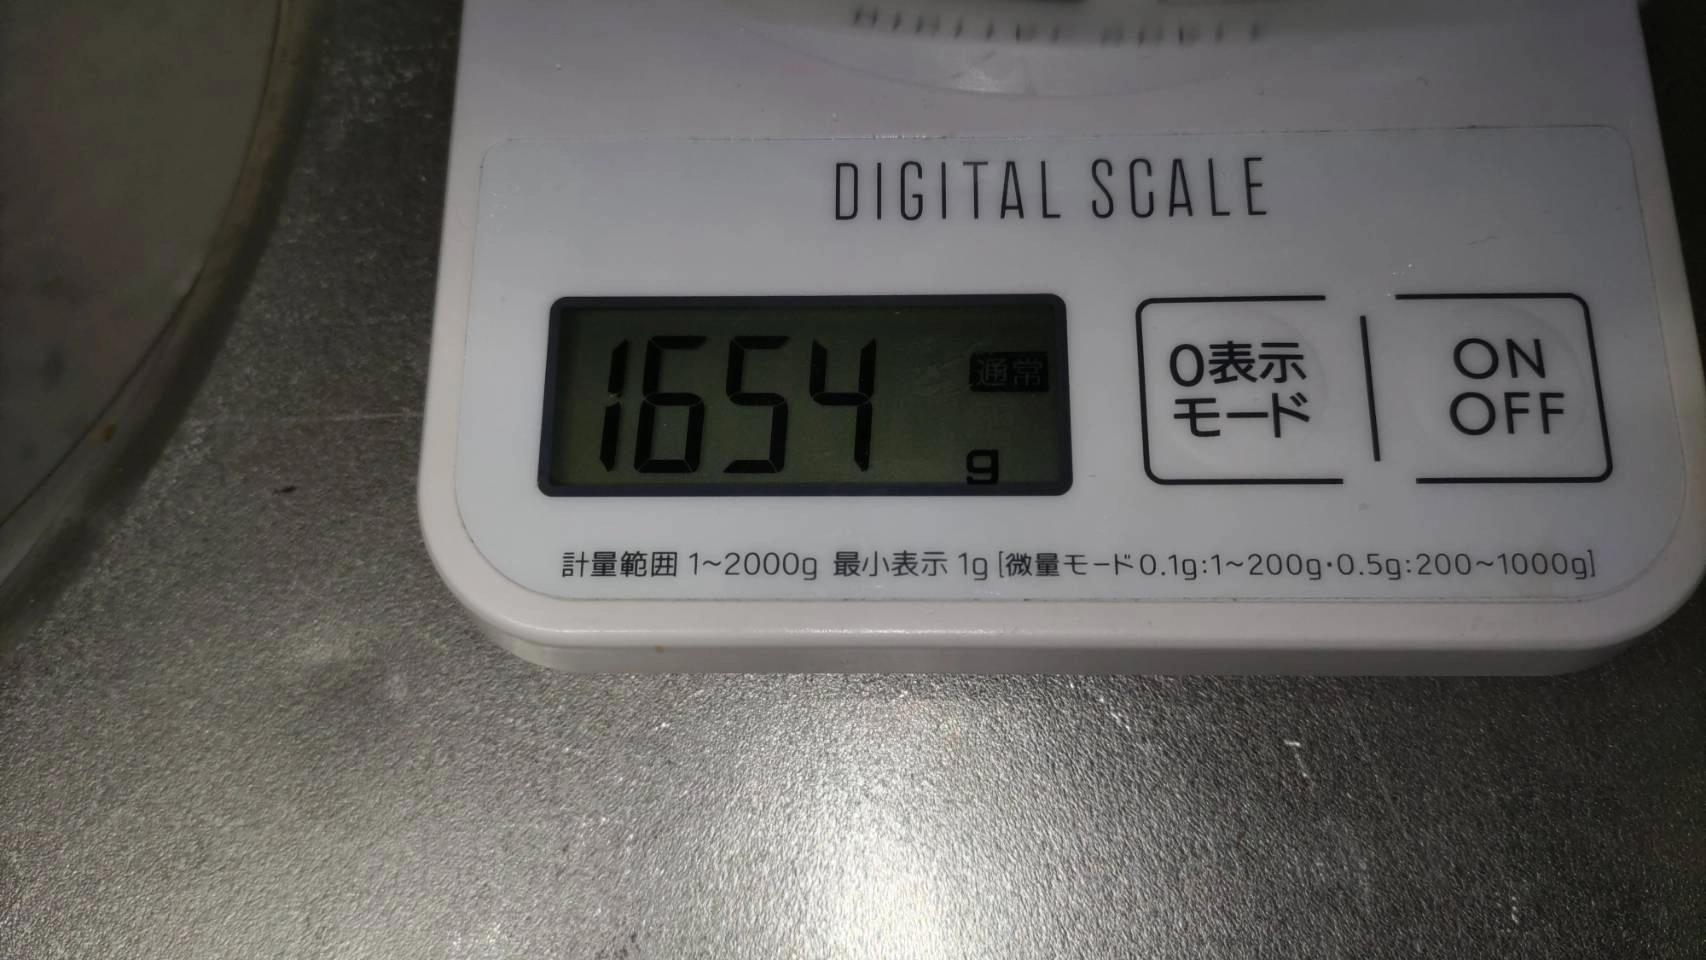 DIGITAL SCALE
1654 g
通常
0表示
モード
ON
OFF
計量範囲 1~2000g 最小表示 1g [微量モード0.1g:1~200g・0.5g:200~1000g]